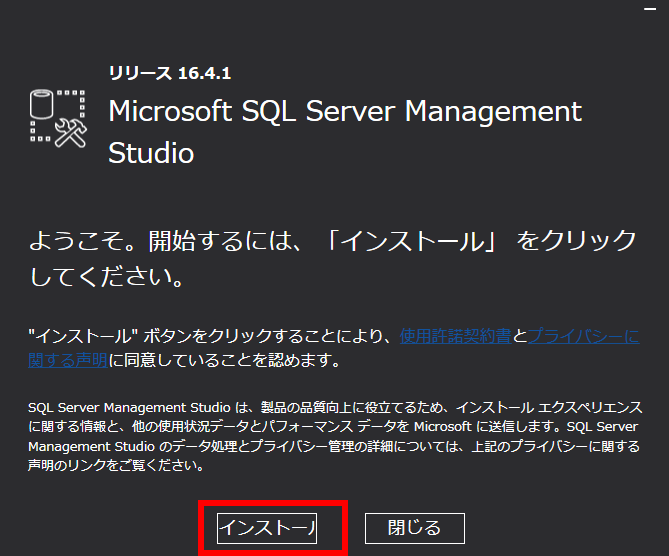 リリース 16.4.1
Microsoft SQL Server Management
Studio
ようこそ。開始するには、「インストール」 をクリック
してください。
"インストール" ボタンをクリックすることにより、使用許諾契約書とプライバシーに
関する声明に同意していることを認めます。
SQL Server Management Studio は、製品の品質向上に役立てるため、インストール エクスペリエンス
に関する情報と、他の使用状況データとパフォーマンス データを Microsoft に送信します。SQL Server
Management Studio のデータ処理とプライバシー管理の詳細については、上記のプライバシーに関する
声明のリンクをご覧ください。
インストール 閉じる